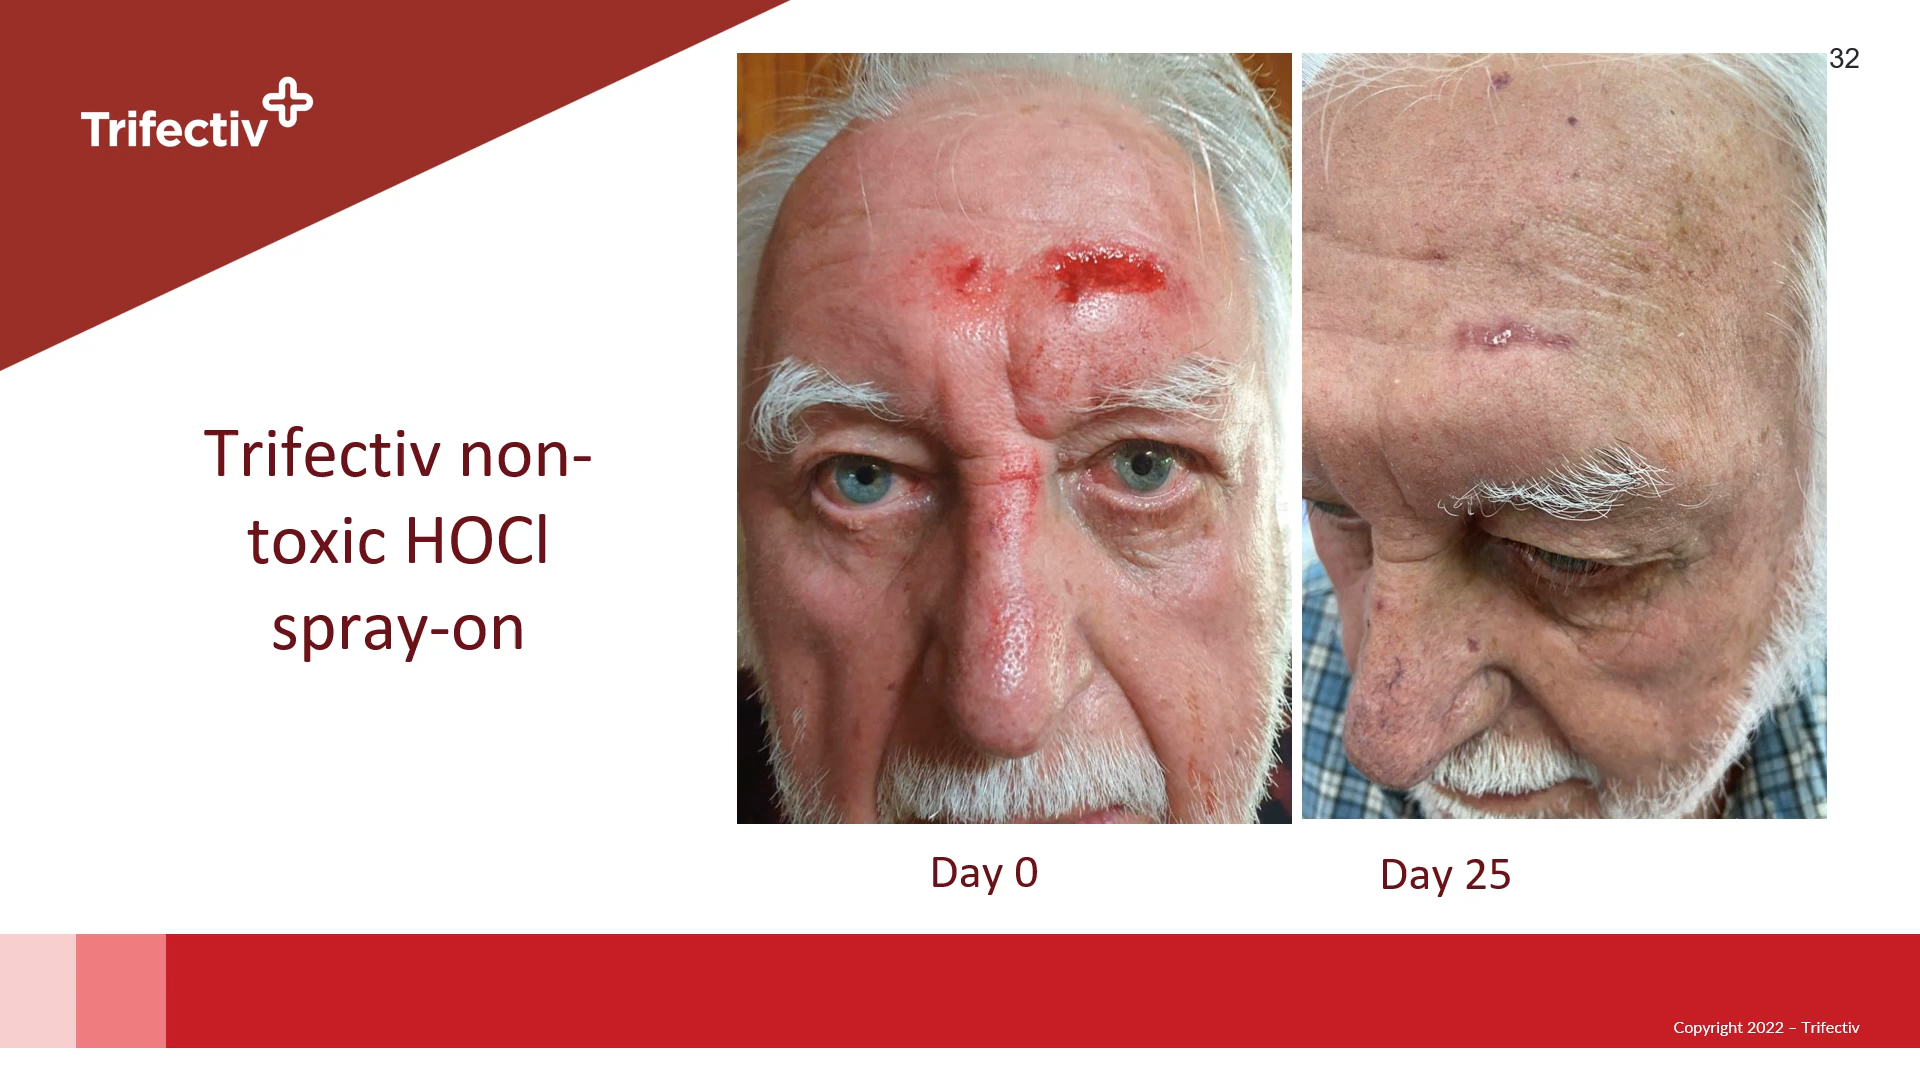 32
Trifectiv
Trifectiv non-
toxic HOCl
spray-on
Day 0
Day 25
Copyright 2022 – Trifectiv